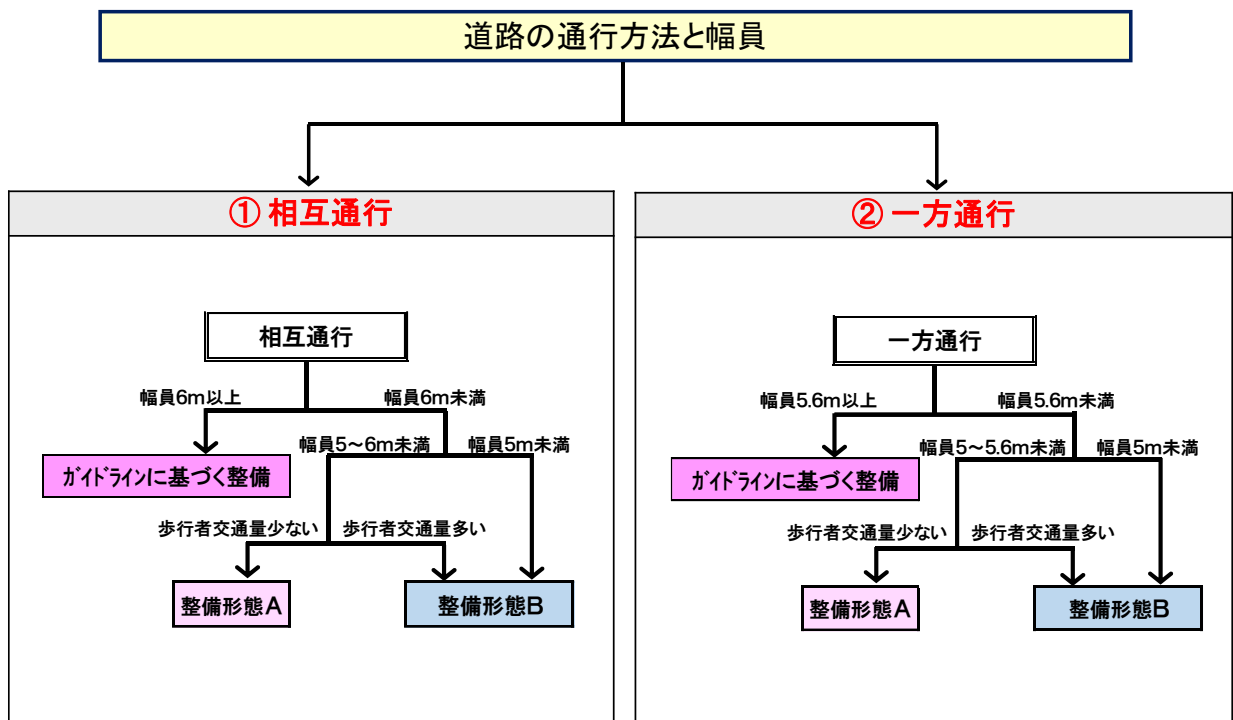 道路の通行方法と幅員
① 相互通行
相互通行
幅員6m以上
幅員6m未満
幅員5～6m未満
幅員5m未満
ｶﾞｲﾄﾞﾗｲﾝに基づく整備
歩行者交通量少ない
歩行者交通量多い
整備形態A
整備形態B
② 一方通行
一方通行
幅員5.6m以上
幅員5.6m未満
幅員5～5.6m未満
幅員5m未満
ｶﾞｲﾄﾞﾗｲﾝに基づく整備
歩行者交通量少ない
歩行者交通量多い
整備形態A
整備形態B